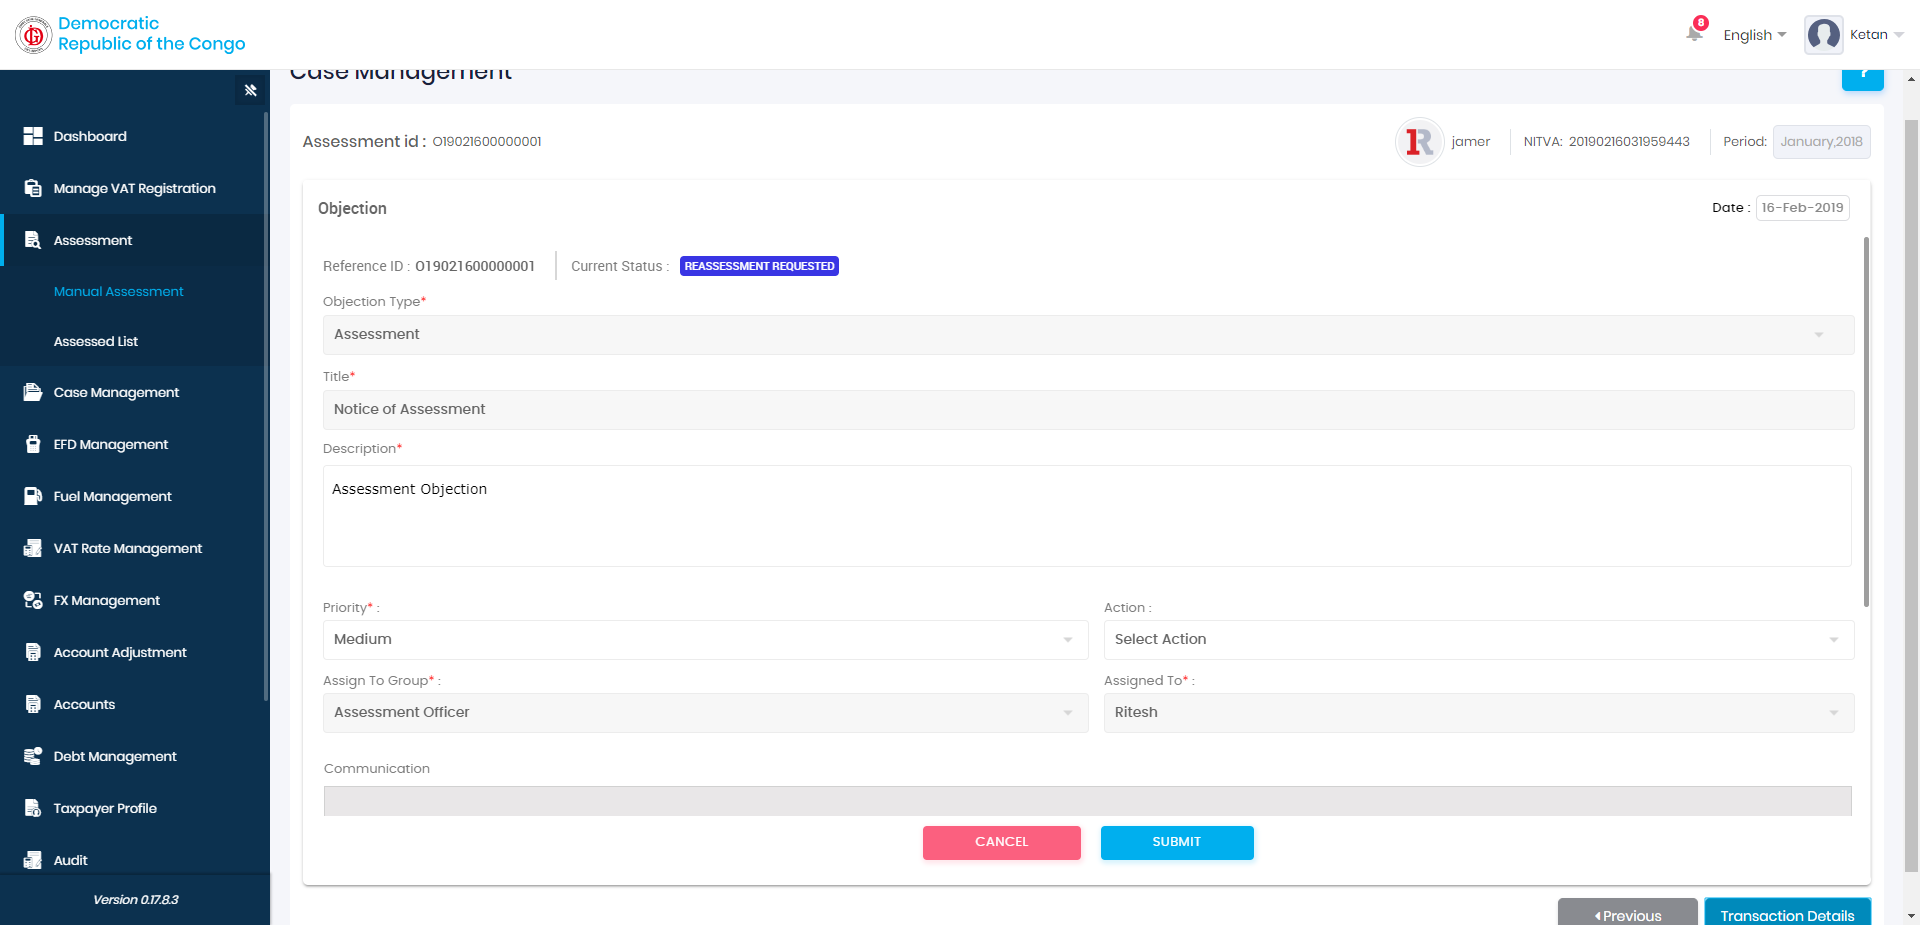 Democratic
Republic of the Congo
8
English
Ketan
Case Management
?
Dashboard
Manage VAT Registration
Assessment
Manual Assessment
Assessed List
Case Management
EFD Management
Fuel Management
VAT Rate Management
FX Management
Account Adjustment
Accounts
Debt Management
Taxpayer Profile
Audit
Version 0.17.8.3
Assessment id : O19021600000001
1R
jamer
NITVA: 20190216031959443
Period: January,2018
Objection
Date : 16-Feb-2019
Reference ID : O19021600000001
Current Status : REASSESSMENT REQUESTED
Objection Type*
Assessment
Title*
Notice of Assessment
Description*
Assessment Objection
Priority* :
Medium
Action :
Select Action
Assign To Group* :
Assessment Officer
Assigned To* :
Ritesh
Communication
CANCEL
SUBMIT
Previous
Transaction Details